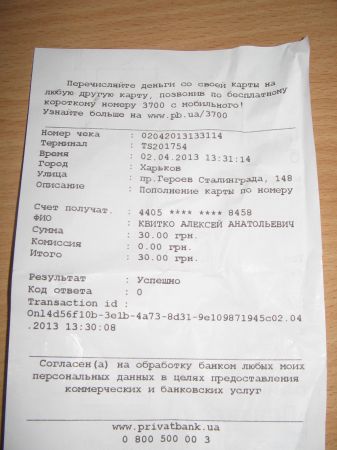 Перечисляйте деньги со своей карты на
любую другую карту, позвонив по бесплатному
короткому номеру 3700 с мобильного!
Узнайте больше на www.pb.ua/3700
Номер чека : 02042013133114
Терминал : TS201754
Время : 02.04.2013 13:31:14
Город : Харьков
Улица : пр.Героев Сталинграда, 148
Описание : Пополнение карты по номеру
Счет получат. : 4405 **** **** 8458
ФИО : КВИТКО АЛЕКСЕЙ АНАТОЛЬЕВИЧ
Сумма : 30.00 грн.
Комиссия : 0.00 грн.
Итого : 30.00 грн.
Результат : Успешно
Код ответа : 0
Transaction id :
Onl4d56f10b-3e1b-4a73-8d31-9e109871945c02.04
.2013 13:30:08
Согласен(а) на обработку банком любых моих
персональных данных в целях предоставления
коммерческих и банковских услуг
www.privatbank.ua
0 800 500 00 3